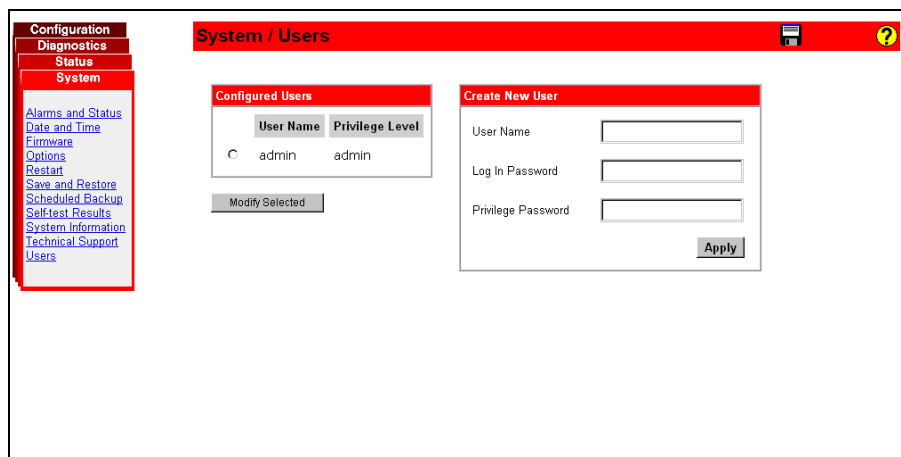 Configuration
Diagnostics
Status
System
Alarms and Status
Date and Time
Firmware
Options
Restart
Save and Restore
Scheduled Backup
Self-test Results
System Information
Technical Support
Users
System / Users
?
Configured Users
User Name Privilege Level
admin admin
Modify Selected
Create New User
User Name
Log In Password
Privilege Password
Apply